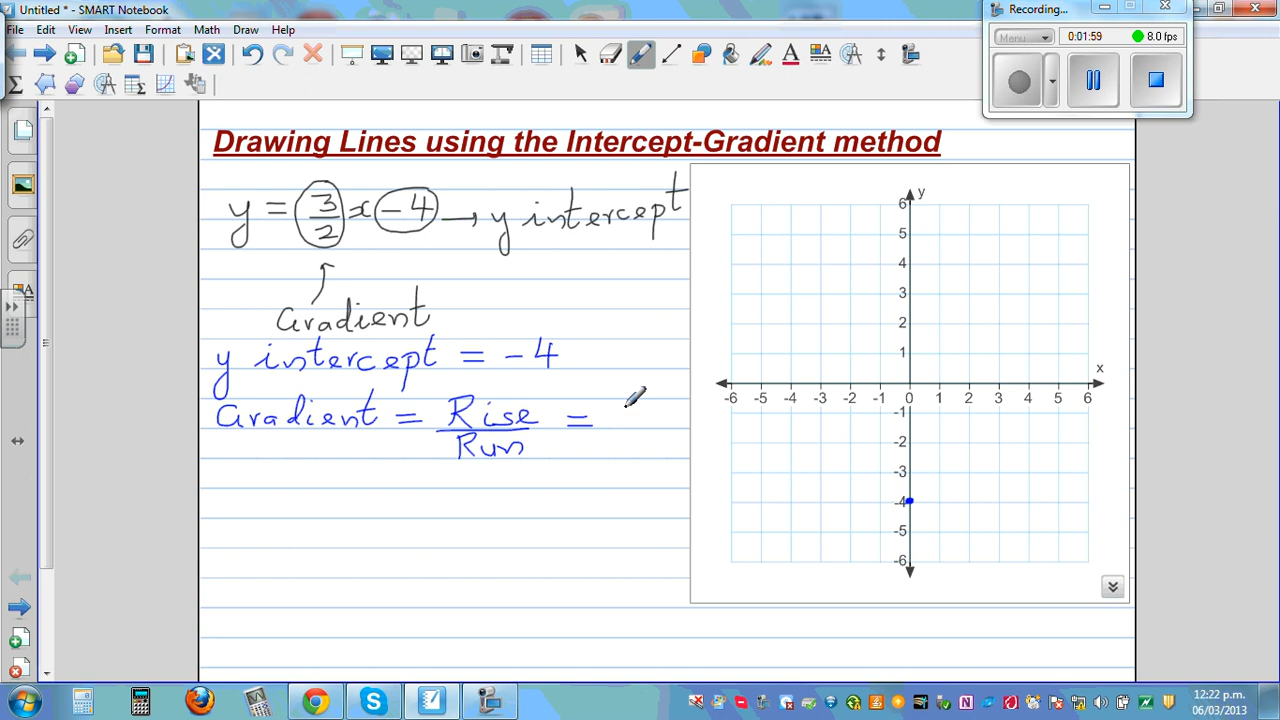 Untitled * - SMART Notebook
Recording...
File Edit View Insert Format Math Draw Help
Menu 0:01:59 8.0 fps
Drawing Lines using the Intercept-Gradient method
y = 3/2 x - 4 → y intercept
Gradient
y intercept = -4
Gradient = Rise/Run =
y
6
5
4
3
2
1
x
-6 -5 -4 -3 -2 -1 0 1 2 3 4 5 6
-1
-2
-3
-4
-5
-6
12:22 p.m.
06/03/2013